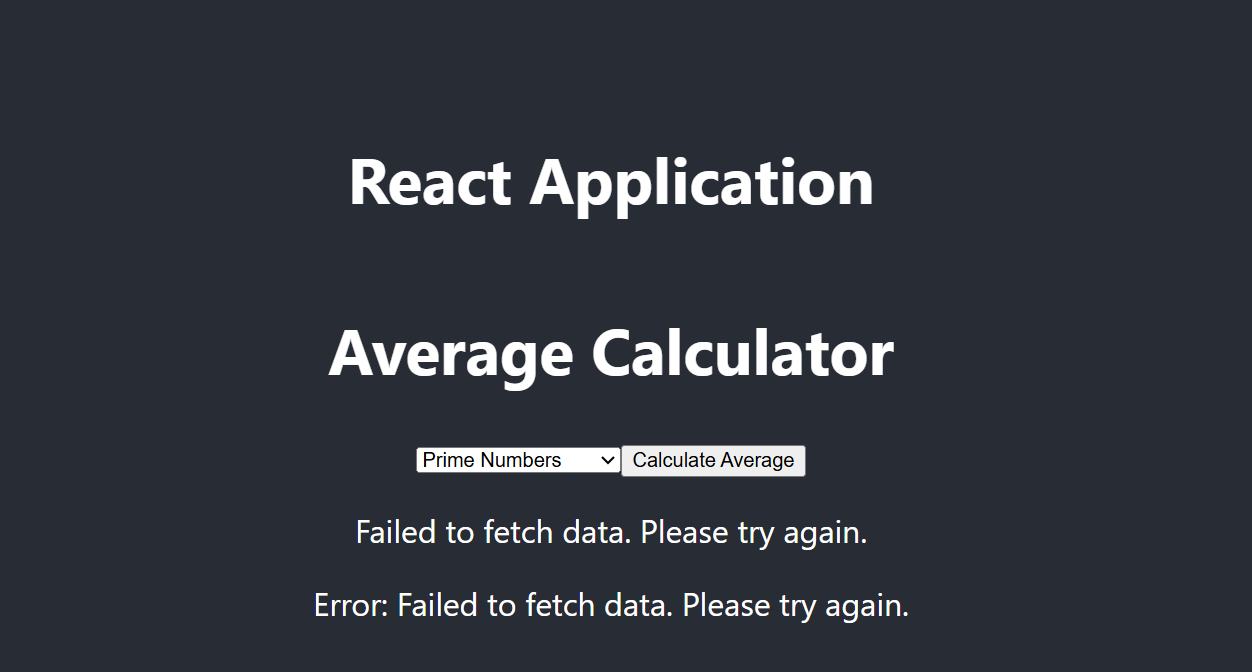 React Application
Average Calculator
Prime Numbers Calculate Average
Failed to fetch data. Please try again.
Error: Failed to fetch data. Please try again.